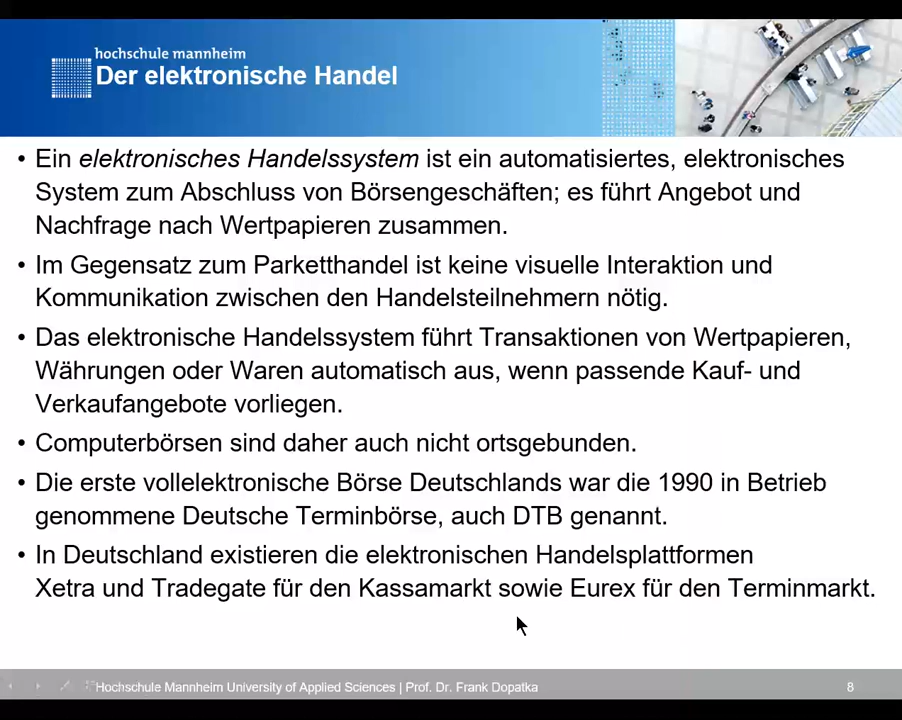 hochschule mannheim
Der elektronische Handel
• Ein elektronisches Handelssystem ist ein automatisiertes, elektronisches
System zum Abschluss von Börsengeschäften; es führt Angebot und
Nachfrage nach Wertpapieren zusammen.
• Im Gegensatz zum Parketthandel ist keine visuelle Interaktion und
Kommunikation zwischen den Handelsteilnehmern nötig.
• Das elektronische Handelssystem führt Transaktionen von Wertpapieren,
Währungen oder Waren automatisch aus, wenn passende Kauf- und
Verkaufangebote vorliegen.
• Computerbörsen sind daher auch nicht ortsgebunden.
• Die erste vollelektronische Börse Deutschlands war die 1990 in Betrieb
genommene Deutsche Terminbörse, auch DTB genannt.
• In Deutschland existieren die elektronischen Handelsplattformen
Xetra und Tradegate für den Kassamarkt sowie Eurex für den Terminmarkt.
Hochschule Mannheim University of Applied Sciences | Prof. Dr. Frank Dopatka
8